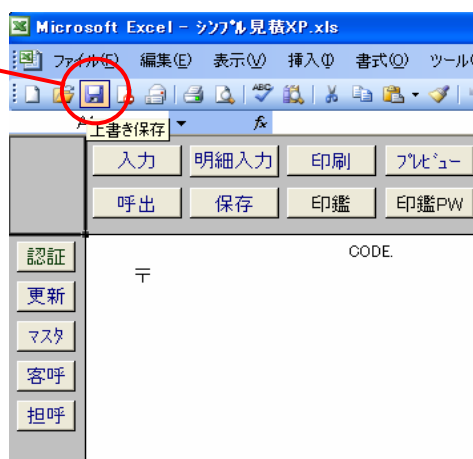 Microsoft Excel - ｼﾝﾌﾟﾙ見積XP.xls
ファイル(F) 編集(E) 表示(V) 挿入(I) 書式(O) ツール(
ABC
上書き保存 fx
入力 明細入力 印刷 ﾌﾟﾚﾋﾞｭｰ
呼出 保存 印鑑 印鑑PW
認証 CODE.
〒
更新
マスタ
客呼
担呼